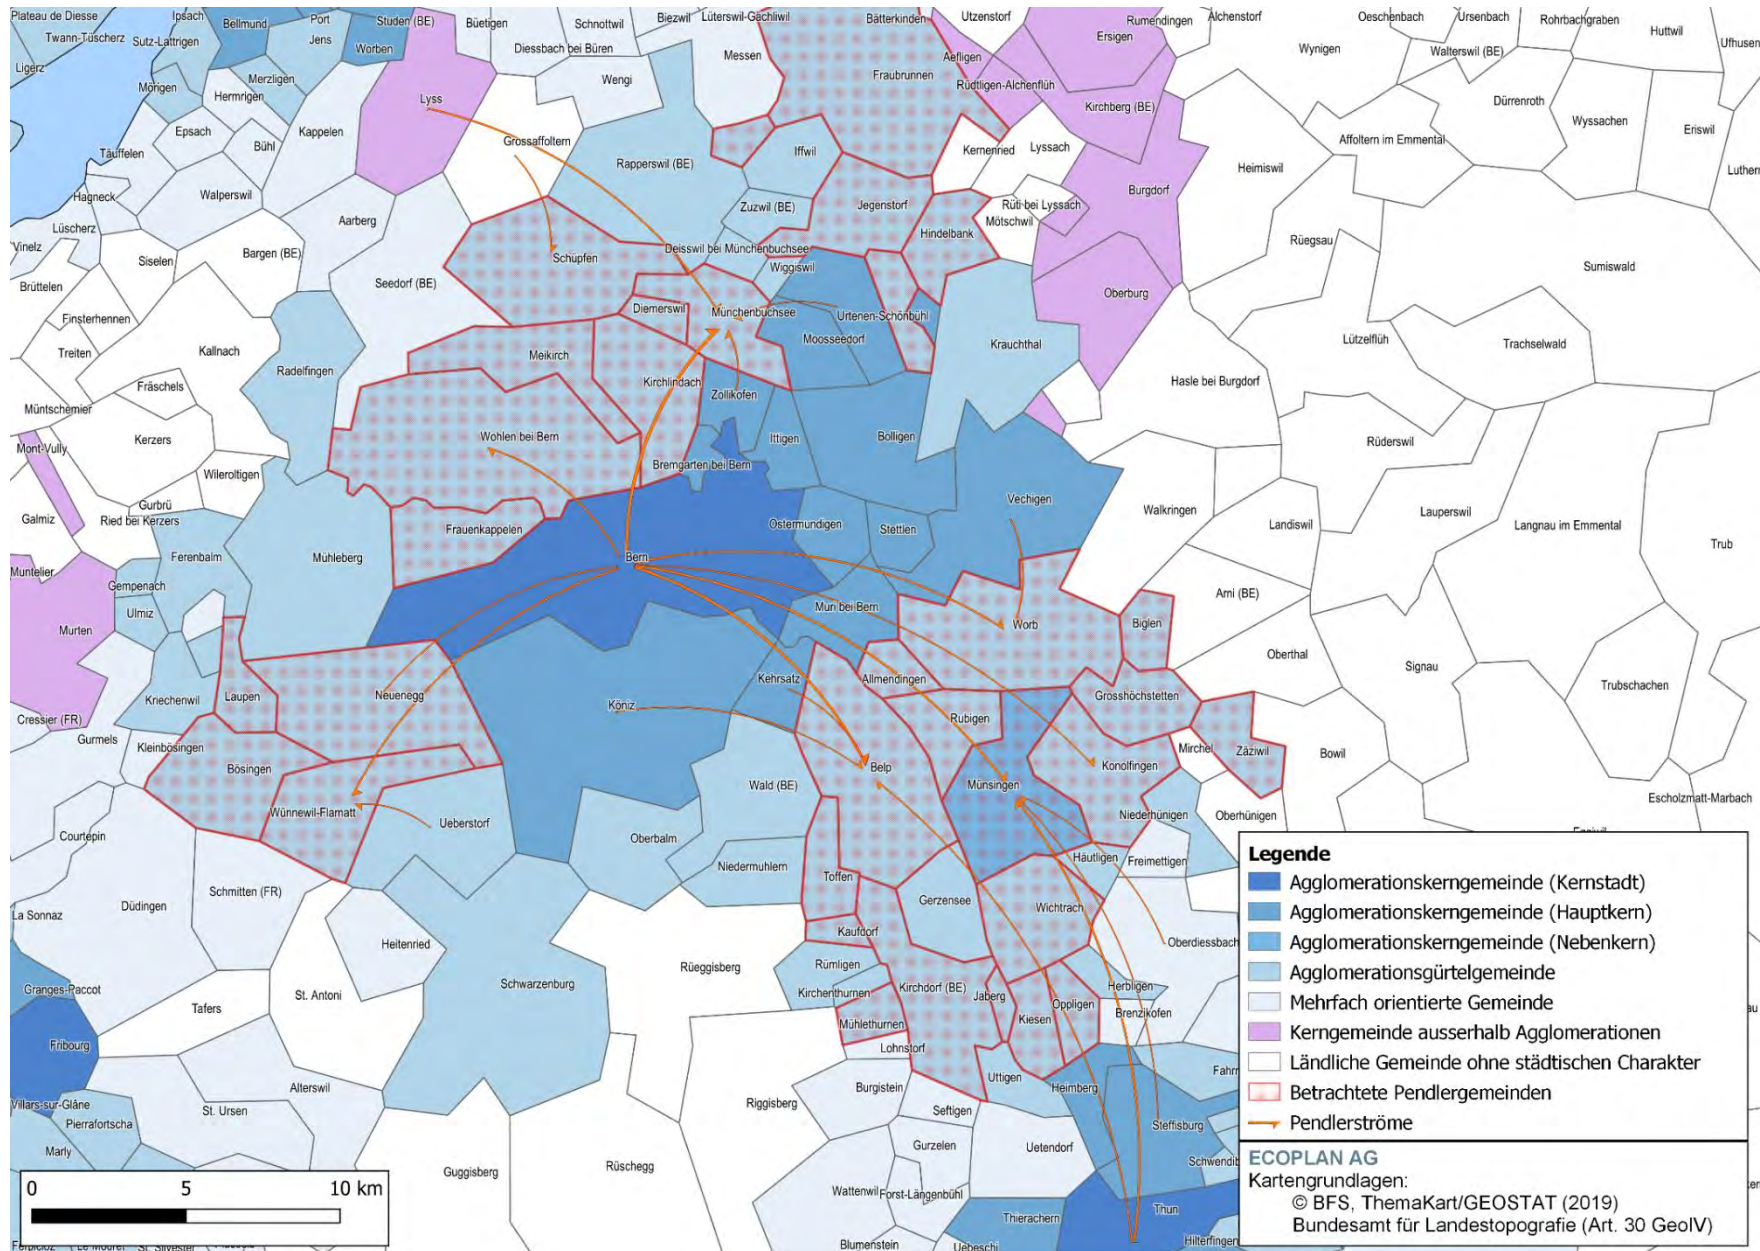 Plateau de Diesse
Ipsach
Bellmund
Port
Studen (BE)
Büetigen
Schnottwil
Biezwil
Lüterswil-Gächliwil
Bätterkinden
Utzenstorf
Rumendingen
Alchenstorf
Oeschenbach
Ursenbach
Rohrbachgraben
Huttwil
Ufhusen
Twann-Tüscherz
Sutz-Lattrigen
Jens
Worben
Diessbach bei Büren
Messen
Aefligen
Ersigen
Wynigen
Walterswil (BE)
Ligerz
Mörigen
Merzligen
Hermrigen
Lyss
Wengi
Fraubrunnen
Rüdtligen-Alchenflüh
Kirchberg (BE)
Dürrenroth
Wyssachen
Eriswil
Epsach
Bühl
Kappelen
Grossaffoltern
Rapperswil (BE)
Iffwil
Kernenried
Lyssach
Affoltern im Emmental
Heimiswil
Luthern
Täuffelen
Hagneck
Walperswil
Zuzwil (BE)
Jegenstorf
Rüti bei Lyssach
Mötschwil
Burgdorf
Lüscherz
Aarberg
Hindelbank
Vinelz
Siselen
Bargen (BE)
Schüpfen
Deisswil bei Münchenbuchsee
Wiggiswil
Rüegsau
Sumiswald
Brüttelen
Seedorf (BE)
Diemerswil
Münchenbuchsee
Urtenen-Schönbühl
Oberburg
Finsterhennen
Moosseedorf
Krauchthal
Lützelflüh
Trachselwald
Treiten
Kallnach
Radelfingen
Meikirch
Kirchlindach
Zollikofen
Hasle bei Burgdorf
Fräschels
Müntschemier
Mont-Vully
Kerzers
Wohlen bei Bern
Ittigen
Bolligen
Rüderswil
Wileroltigen
Bremgarten bei Bern
Gurbrü
Galmiz
Ried bei Kerzers
Frauenkappelen
Ostermundigen
Stettlen
Vechigen
Walkringen
Landiswil
Lauperswil
Langnau im Emmental
Trub
Ferenbalm
Mühleberg
Bern
Muntelier
Gempenach
Ulmiz
Muri bei Bern
Worb
Biglen
Arni (BE)
Murten
Oberthal
Signau
Trubschachen
Kriechenwil
Laupen
Neuenegg
Kehrsatz
Allmendingen
Grosshöchstetten
Cressier (FR)
Köniz
Rubigen
Gurmels
Kleinbösingen
Bösingen
Belp
Konolfingen
Mirchel
Zäziwil
Bowil
Wünnewil-Flamatt
Ueberstorf
Wald (BE)
Münsingen
Niederhünigen
Oberhünigen
Escholzmatt-Marbach
Courtepin
Oberbalm
Niedermuhlern
Häutligen
Freimettigen
Schmitten (FR)
Düdingen
Toffen
Gerzensee
Wichtrach
La Sonnaz
Heitenried
Kaufdorf
Oberdiessbach
Rüeggisberg
Rümligen
Granges-Paccot
St. Antoni
Schwarzenburg
Kirchenthurnen
Kirchdorf (BE)
Jaberg
Oppligen
Herbligen
Tafers
Mühlethurnen
Kiesen
Brenzikofen
Fribourg
Lohnstorf
Alterswil
Burgistein
Uttigen
Heimberg
Fahrn
Villars-sur-Glâne
St. Ursen
Riggisberg
Seftigen
Steffisburg
Pierrafortscha
Marly
Guggisberg
Rüschegg
Gurzelen
Uetendorf
Schwendib
Wattenwil
Forst-Längenbühl
Thierachern
Thun
Blumenstein
Uebeschi
Hilterfingen
Ferpicloz
Le Mouret
St. Silvester
0 5 10 km
Legende
Agglomerationskerngemeinde (Kernstadt)
Agglomerationskerngemeinde (Hauptkern)
Agglomerationskerngemeinde (Nebenkern)
Agglomerationsgürtelgemeinde
Mehrfach orientierte Gemeinde
Kerngemeinde ausserhalb Agglomerationen
Ländliche Gemeinde ohne städtischen Charakter
Betrachtete Pendlergemeinden
Pendlerströme
ECOPLAN AG
Kartengrundlagen:
© BFS, ThemaKart/GEOSTAT (2019)
Bundesamt für Landestopografie (Art. 30 GeoIV)